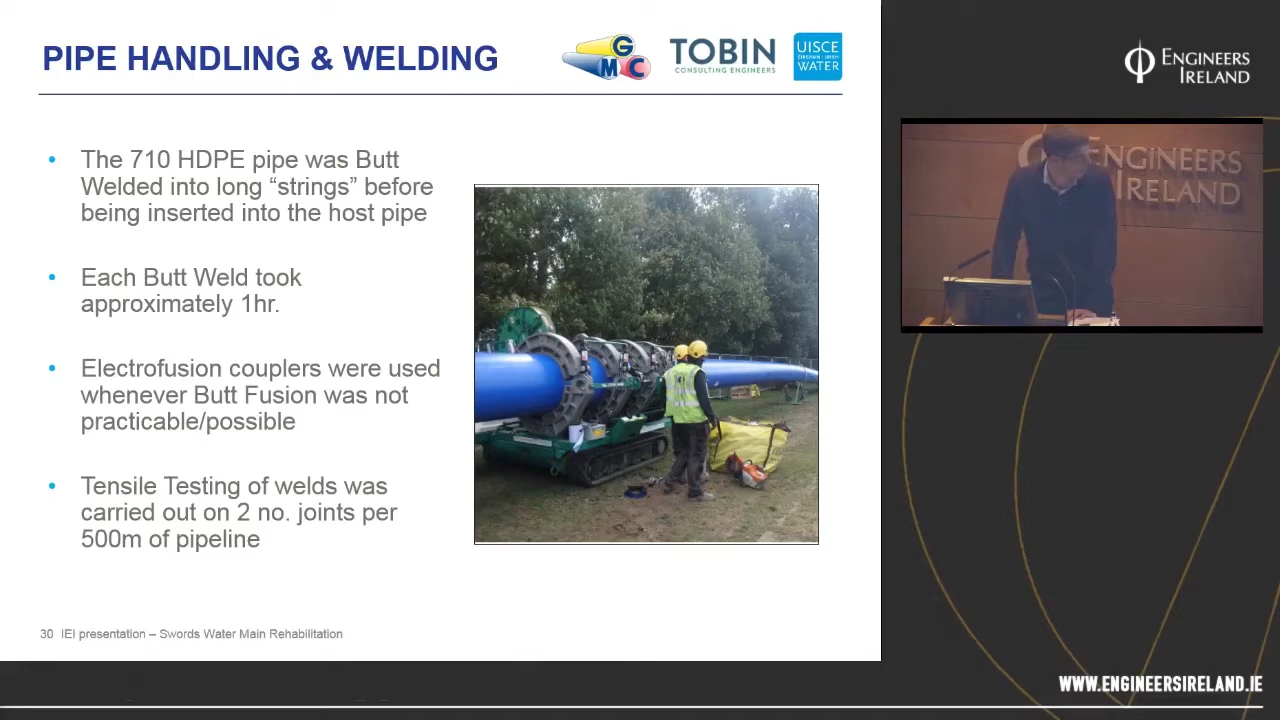 PIPE HANDLING & WELDING
GMC
TOBIN
CONSULTING ENGINEERS
UISCE
ÉIREANN : IRISH
WATER
• The 710 HDPE pipe was Butt
Welded into long “strings” before
being inserted into the host pipe
• Each Butt Weld took
approximately 1hr.
• Electrofusion couplers were used
whenever Butt Fusion was not
practicable/possible
• Tensile Testing of welds was
carried out on 2 no. joints per
500m of pipeline
30 IEI presentation – Swords Water Main Rehabilitation
ENGINEERS
IRELAND
ENGINEERS
IRELAND
WWW.ENGINEERSIRELAND.IE